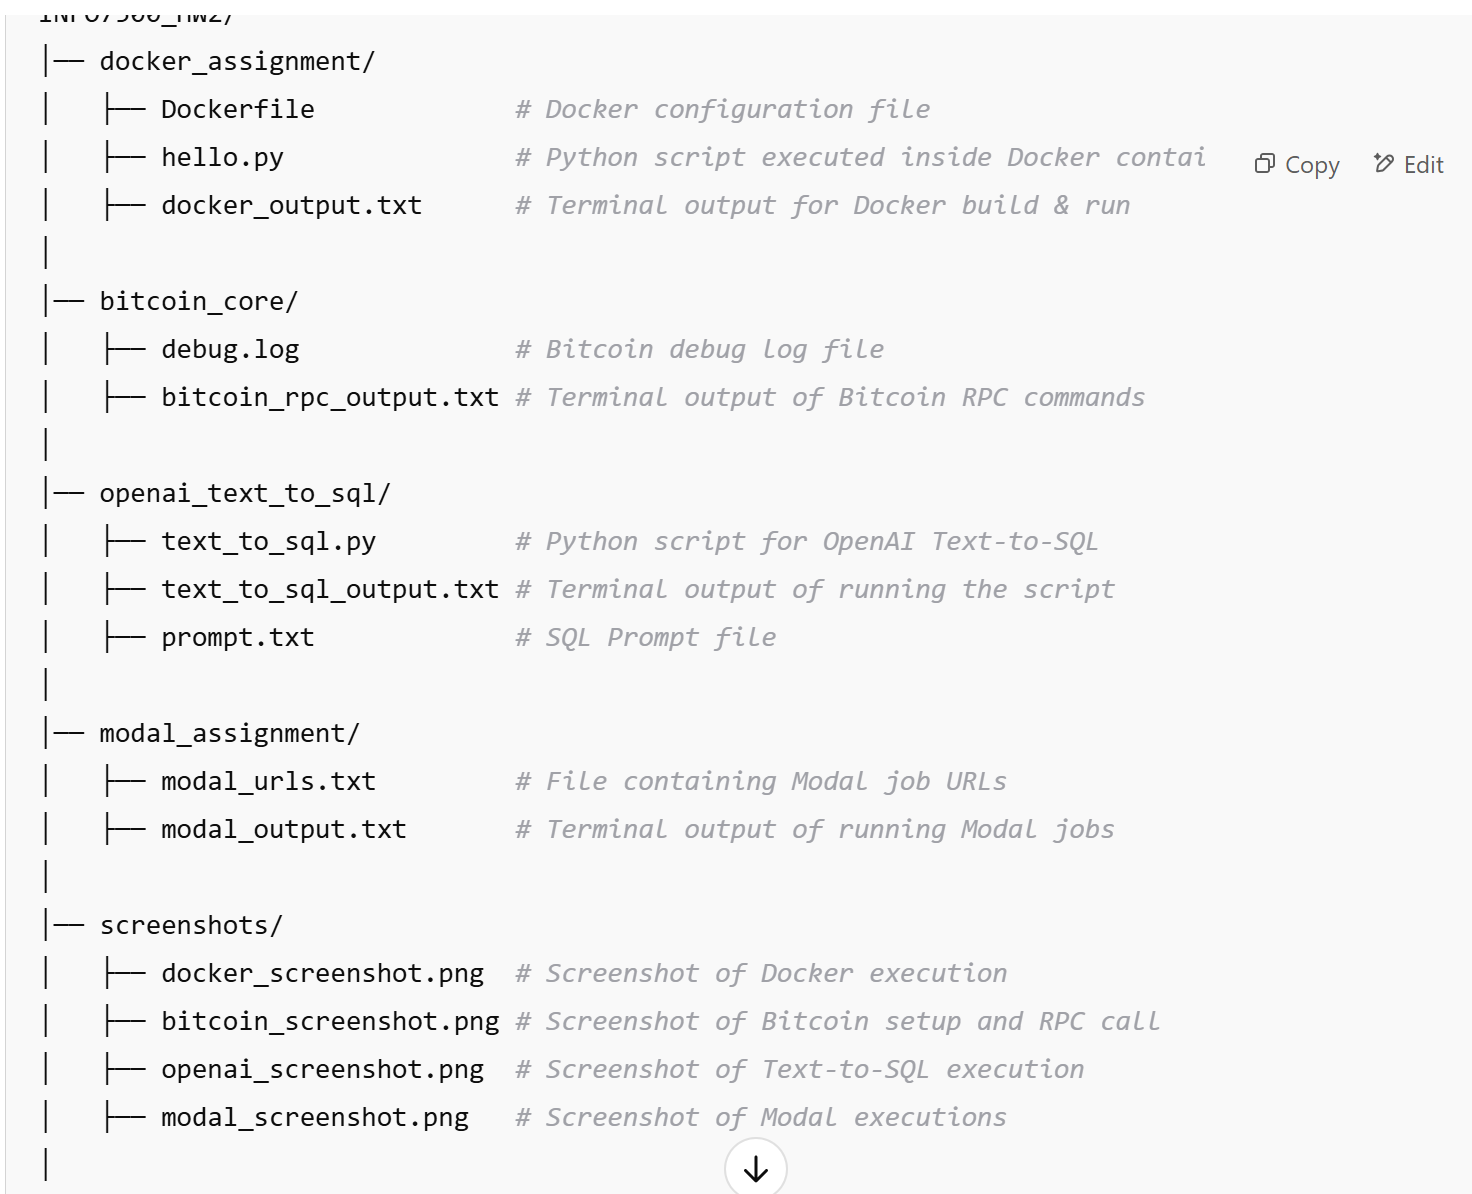 INFO7500_HW2/
│── docker_assignment/
│   ├── Dockerfile             # Docker configuration file
│   ├── hello.py               # Python script executed inside Docker contai
Copy Edit
│   ├── docker_output.txt      # Terminal output for Docker build & run
│
│── bitcoin_core/
│   ├── debug.log              # Bitcoin debug log file
│   ├── bitcoin_rpc_output.txt # Terminal output of Bitcoin RPC commands
│
│── openai_text_to_sql/
│   ├── text_to_sql.py         # Python script for OpenAI Text-to-SQL
│   ├── text_to_sql_output.txt # Terminal output of running the script
│   ├── prompt.txt             # SQL Prompt file
│
│── modal_assignment/
│   ├── modal_urls.txt         # File containing Modal job URLs
│   ├── modal_output.txt       # Terminal output of running Modal jobs
│
│── screenshots/
│   ├── docker_screenshot.png  # Screenshot of Docker execution
│   ├── bitcoin_screenshot.png # Screenshot of Bitcoin setup and RPC call
│   ├── openai_screenshot.png  # Screenshot of Text-to-SQL execution
│   ├── modal_screenshot.png   # Screenshot of Modal executions
│